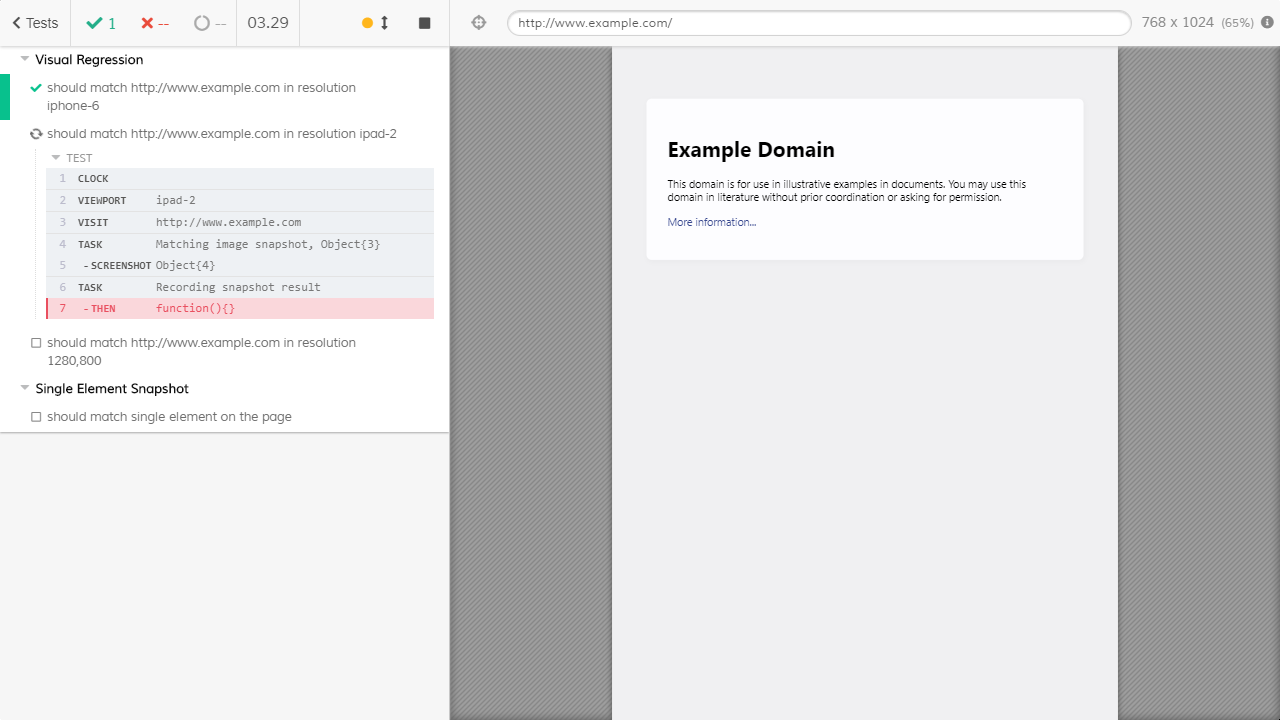 Tests 1 -- -- 03.29
http://www.example.com/ 768 x 1024 (65%)
Visual Regression
should match http://www.example.com in resolution
iphone-6
should match http://www.example.com in resolution ipad-2
TEST
1 CLOCK
2 VIEWPORT ipad-2
3 VISIT http://www.example.com
4 TASK Matching image snapshot, Object{3}
5 -SCREENSHOT Object{4}
6 TASK Recording snapshot result
7 -THEN function(){}
should match http://www.example.com in resolution
1280,800
Single Element Snapshot
should match single element on the page
Example Domain
This domain is for use in illustrative examples in documents. You may use this
domain in literature without prior coordination or asking for permission.
More information...